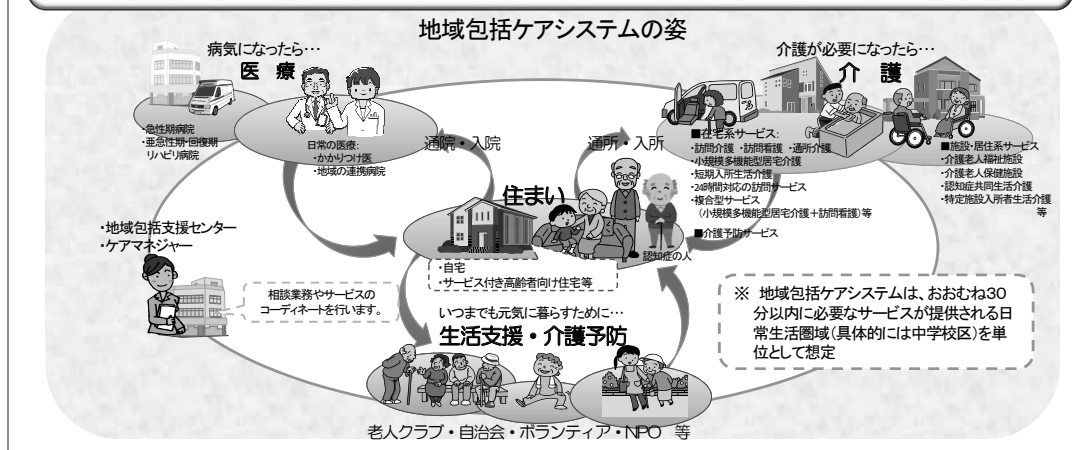 地域包括ケアシステムの姿
病気になったら…
医 療
・急性期病院
・亜急性期・回復期
リハビリ病院
日常の医療:
・かかりつけ医
・地域の連携病院
通院・入院
通所・入所
介護が必要になったら…
介 護
■在宅系サービス:
・訪問介護 ・訪問看護 ・通所介護
・小規模多機能型居宅介護
・短期入所生活介護
・24時間対応の訪問サービス
・複合型サービス
(小規模多機能型居宅介護+訪問看護)等
■介護予防サービス
■施設・居住系サービス
・介護老人福祉施設
・介護老人保健施設
・認知症共同生活介護
・特定施設入所者生活介護
等
住まい
認知症の人
・自宅
・サービス付き高齢者向け住宅等
・地域包括支援センター
・ケアマネジャー
相談業務やサービスの
コーディネートを行います。
いつまでも元気に暮らすために…
生活支援・介護予防
老人クラブ・自治会・ボランティア・NPO 等
※ 地域包括ケアシステムは、おおむね30
分以内に必要なサービスが提供される日
常生活圏域(具体的には中学校区)を単
位として想定